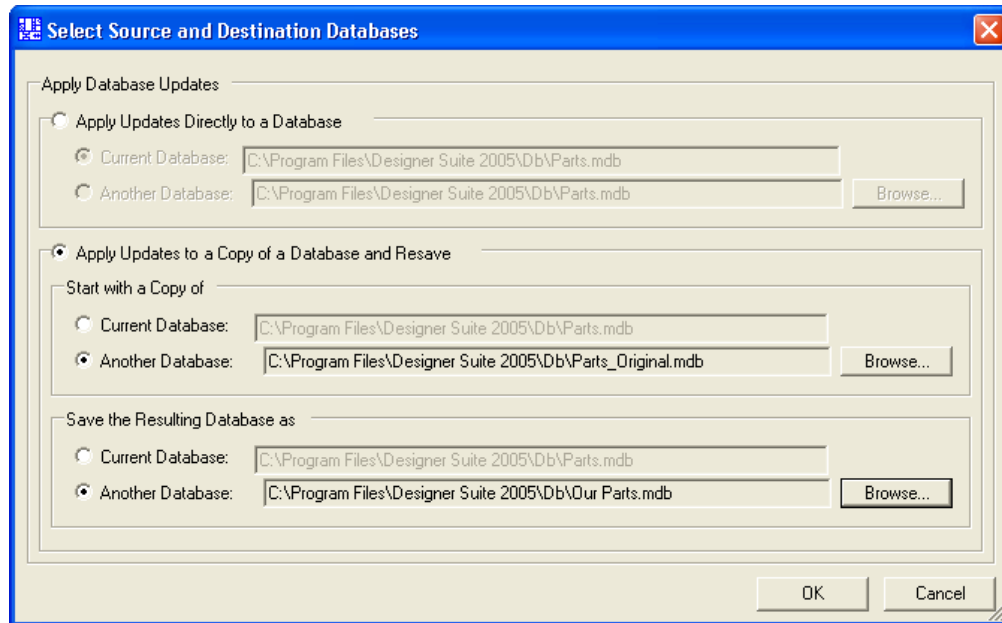 Select Source and Destination Databases
Apply Database Updates
Apply Updates Directly to a Database
Current Database: C:\Program Files\Designer Suite 2005\Db\Parts.mdb
Another Database: C:\Program Files\Designer Suite 2005\Db\Parts.mdb Browse...
Apply Updates to a Copy of a Database and Resave
Start with a Copy of
Current Database: C:\Program Files\Designer Suite 2005\Db\Parts.mdb
Another Database: C:\Program Files\Designer Suite 2005\Db\Parts_Original.mdb Browse...
Save the Resulting Database as
Current Database: C:\Program Files\Designer Suite 2005\Db\Parts.mdb
Another Database: C:\Program Files\Designer Suite 2005\Db\Our Parts.mdb Browse...
OK Cancel